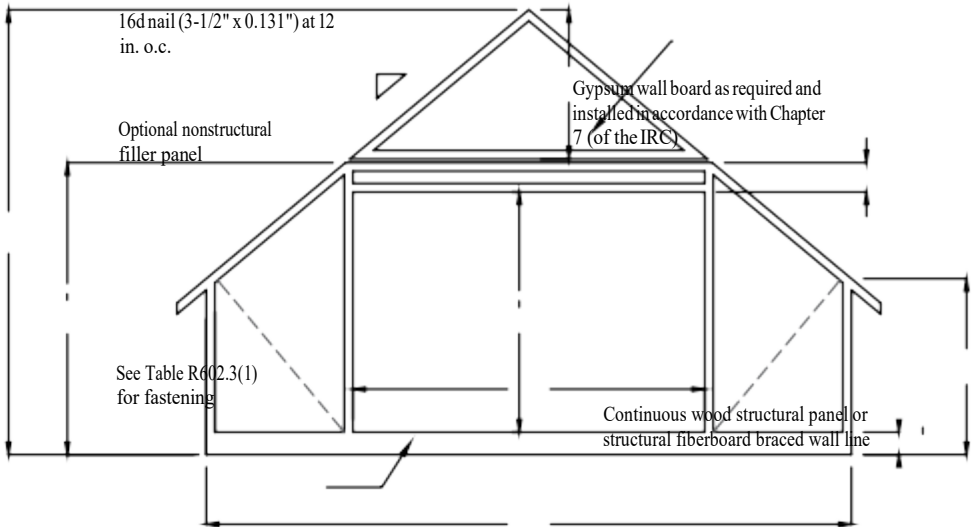 16d nail (3-1/2" x 0.131") at 12
in. o.c.
Gypsum wall board as required and
installed in accordance with Chapter
7 (of the IRC)
Optional nonstructural
filler panel
See Table R602.3(1)
for fastening
Continuous wood structural panel or
structural fiberboard braced wall line